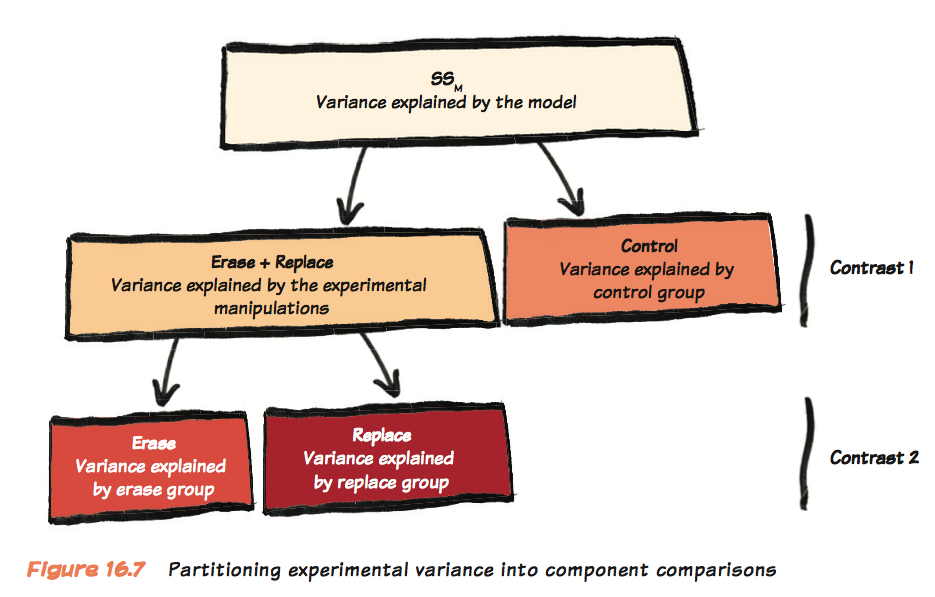 SSM
Variance explained by the model
Erase + Replace
Variance explained by the experimental
manipulations
Control
Variance explained by
control group
Contrast 1
Erase
Variance explained
by erase group
Replace
Variance explained
by replace group
Contrast 2
Figure 16.7 Partitioning experimental variance into component comparisons